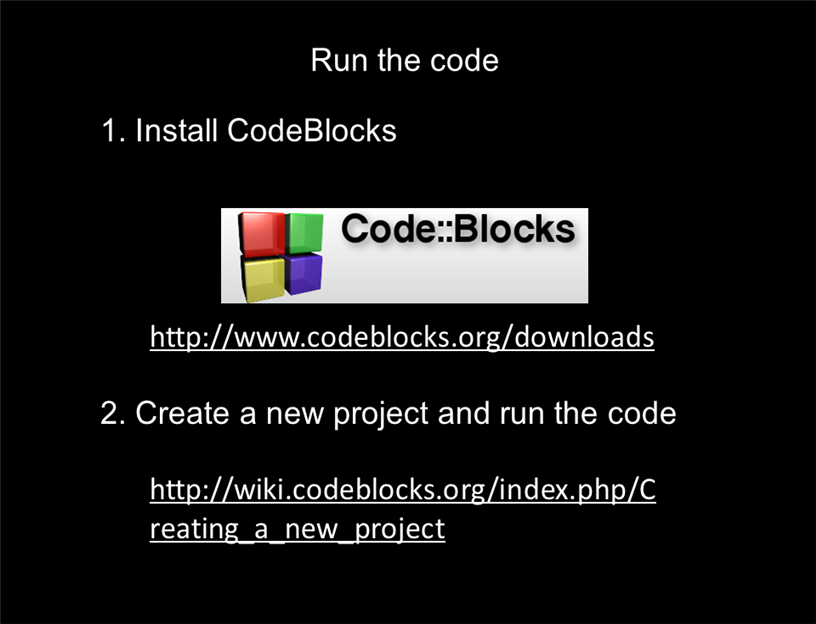 Run the code
1. Install CodeBlocks
Code::Blocks
http://www.codeblocks.org/downloads
2. Create a new project and run the code
http://wiki.codeblocks.org/index.php/C
reating_a_new_project